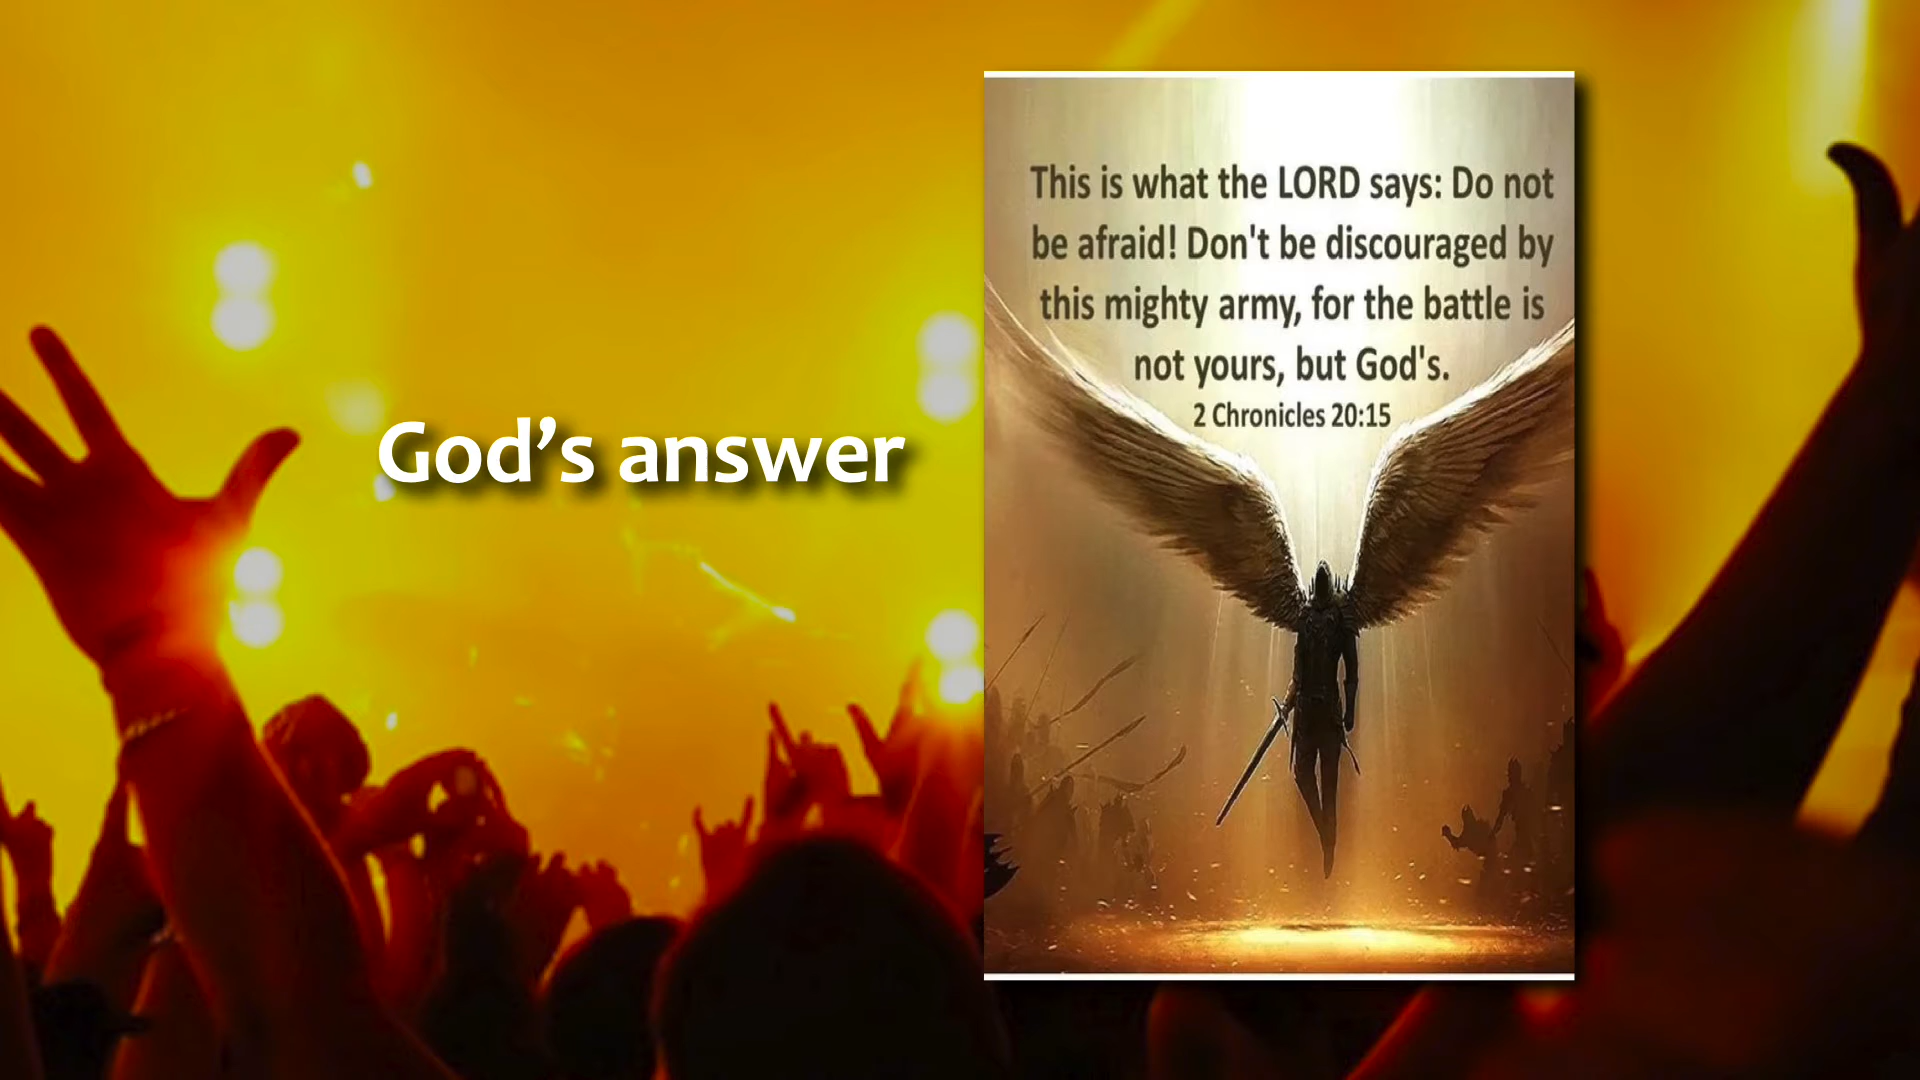 God’s answer
This is what the LORD says: Do not
be afraid! Don't be discouraged by
this mighty army, for the battle is
not yours, but God's.
2 Chronicles 20:15